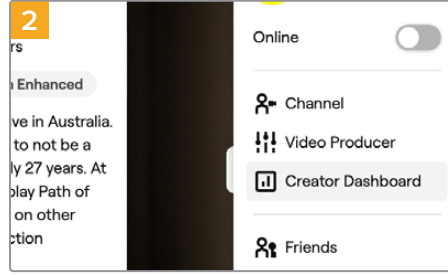 2
rs
Enhanced
ve in Australia.
to not be a
ly 27 years. At
play Path of
on other
ction
Online
Channel
Video Producer
Creator Dashboard
Friends